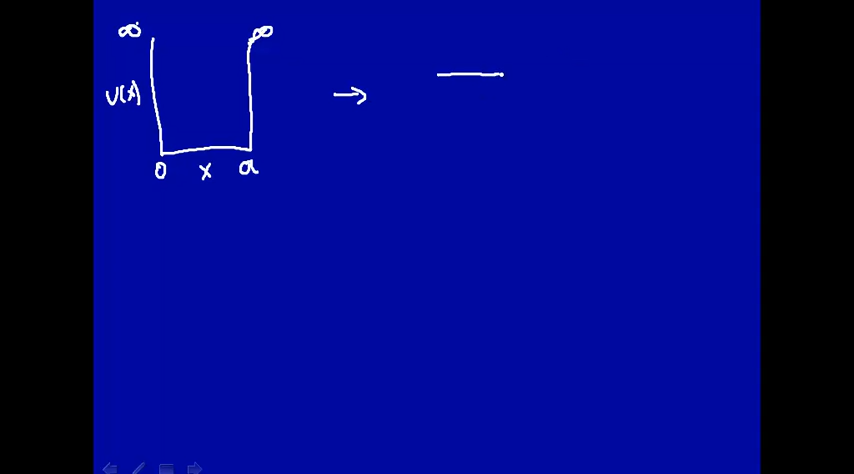 ∞ ∞
V(x) →
0 x a